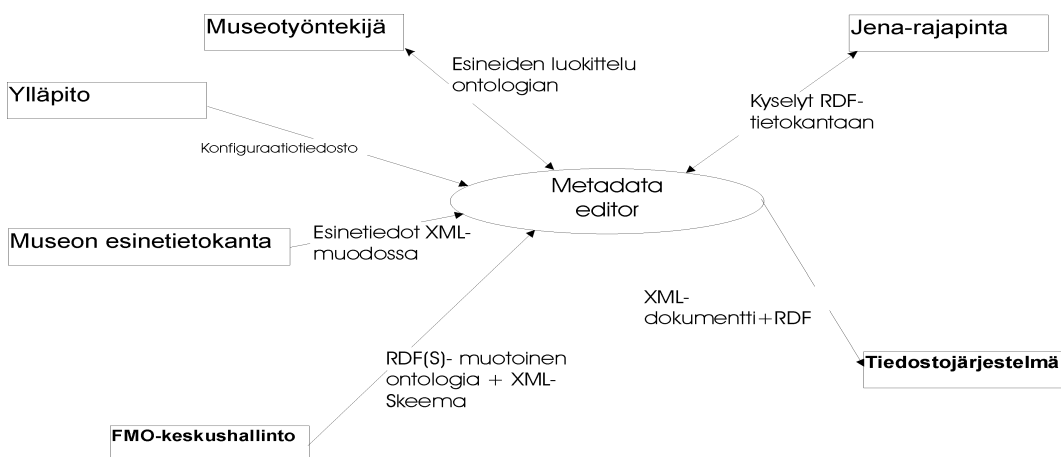 Museotyöntekijä
Jena-rajapinta
Esineiden luokittelu
ontologian
Ylläpito
Kyselyt RDF-
tietokantaan
Konfiguraatiotiedosto
Metadata
editor
Museon esinetietokanta
Esinetiedot XML-
muodossa
XML-
dokumentti+RDF
RDF(S)- muotoinen
ontologia + XML-
Skeema
Tiedostojärjestelmä
FMO-keskushallinto